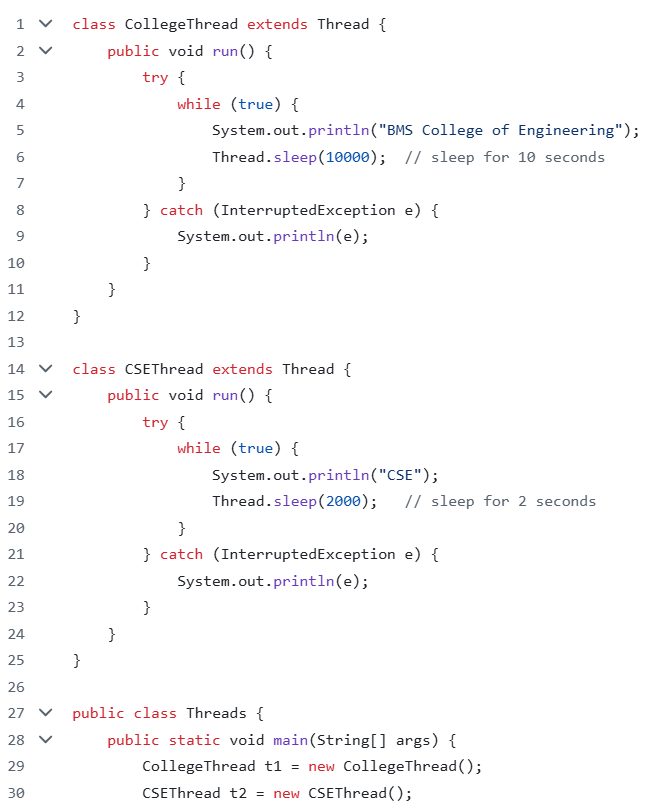 1 class CollegeThread extends Thread {
2     public void run() {
3         try {
4             while (true) {
5                 System.out.println("BMS College of Engineering");
6                 Thread.sleep(10000);  // sleep for 10 seconds
7             }
8         } catch (InterruptedException e) {
9             System.out.println(e);
10         }
11     }
12 }
13
14 class CSEThread extends Thread {
15     public void run() {
16         try {
17             while (true) {
18                 System.out.println("CSE");
19                 Thread.sleep(2000);   // sleep for 2 seconds
20             }
21         } catch (InterruptedException e) {
22             System.out.println(e);
23         }
24     }
25 }
26
27 public class Threads {
28     public static void main(String[] args) {
29         CollegeThread t1 = new CollegeThread();
30         CSEThread t2 = new CSEThread();